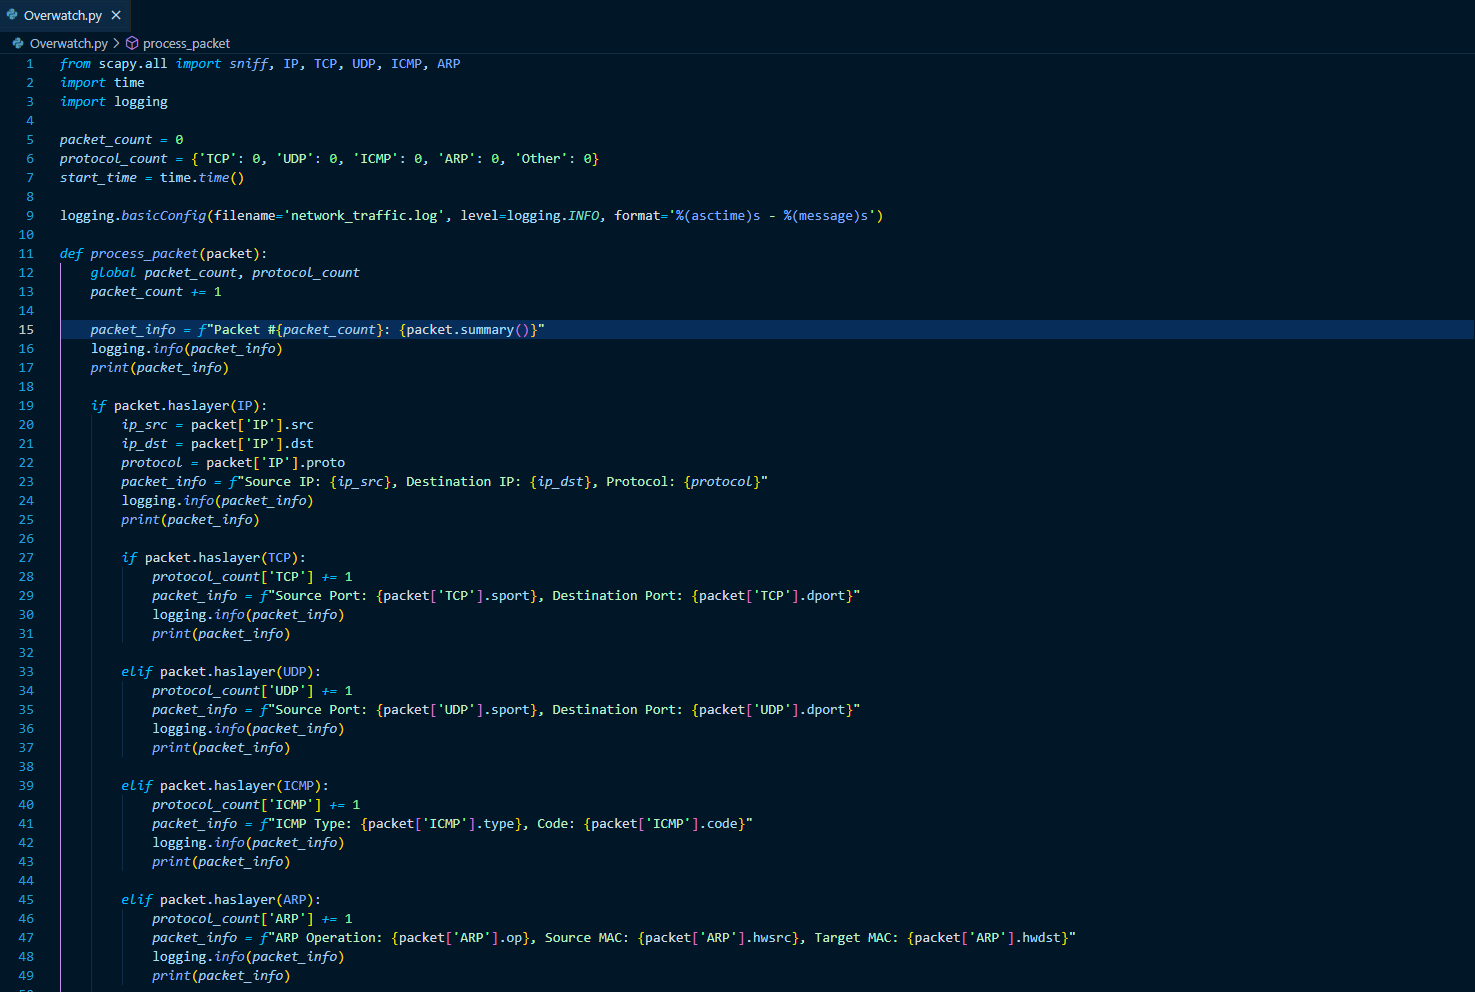 Overwatch.py
Overwatch.py > process_packet
1 from scapy.all import sniff, IP, TCP, UDP, ICMP, ARP
2 import time
3 import logging
4
5 packet_count = 0
6 protocol_count = {'TCP': 0, 'UDP': 0, 'ICMP': 0, 'ARP': 0, 'Other': 0}
7 start_time = time.time()
8
9 logging.basicConfig(filename='network_traffic.log', level=logging.INFO, format='%(asctime)s - %(message)s')
10
11 def process_packet(packet):
12     global packet_count, protocol_count
13     packet_count += 1
14
15     packet_info = f"Packet #{packet_count}: {packet.summary()}"
16     logging.info(packet_info)
17     print(packet_info)
18
19     if packet.haslayer(IP):
20         ip_src = packet['IP'].src
21         ip_dst = packet['IP'].dst
22         protocol = packet['IP'].proto
23         packet_info = f"Source IP: {ip_src}, Destination IP: {ip_dst}, Protocol: {protocol}"
24         logging.info(packet_info)
25         print(packet_info)
26
27         if packet.haslayer(TCP):
28             protocol_count['TCP'] += 1
29             packet_info = f"Source Port: {packet['TCP'].sport}, Destination Port: {packet['TCP'].dport}"
30             logging.info(packet_info)
31             print(packet_info)
32
33         elif packet.haslayer(UDP):
34             protocol_count['UDP'] += 1
35             packet_info = f"Source Port: {packet['UDP'].sport}, Destination Port: {packet['UDP'].dport}"
36             logging.info(packet_info)
37             print(packet_info)
38
39         elif packet.haslayer(ICMP):
40             protocol_count['ICMP'] += 1
41             packet_info = f"ICMP Type: {packet['ICMP'].type}, Code: {packet['ICMP'].code}"
42             logging.info(packet_info)
43             print(packet_info)
44
45         elif packet.haslayer(ARP):
46             protocol_count['ARP'] += 1
47             packet_info = f"ARP Operation: {packet['ARP'].op}, Source MAC: {packet['ARP'].hwsrc}, Target MAC: {packet['ARP'].hwdst}"
48             logging.info(packet_info)
49             print(packet_info)